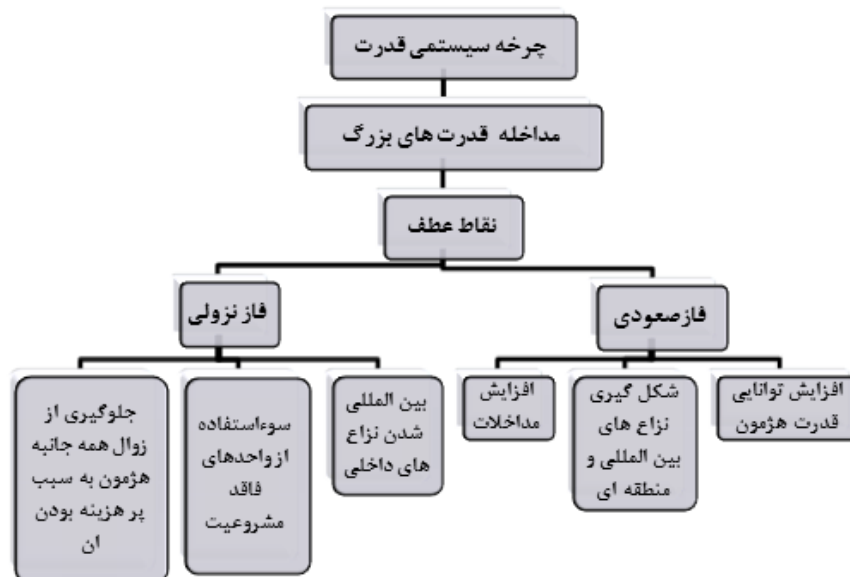 چرخه سیستمی قدرت
مداخله قدرت های بزرگ
نقاط عطف
فازصعودی
فاز نزولی
افزایش توانایی
قدرت هژمون
شکل گیری
نزاع های
بین المللی و
منطقه ای
افزایش
مداخلات
بین المللی
شدن نزاع
های داخلی
سوءاستفاده
از واحدهای
فاقد
مشروعیت
جلوگیری از
زوال همه جانبه
هژمون به سبب
پر هزینه بودن
ان